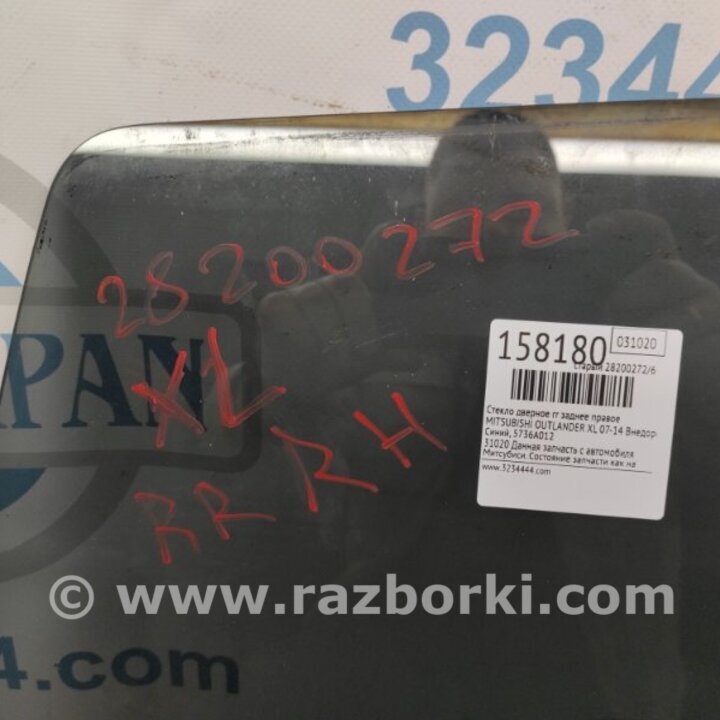 32344
28200272
XL
RR RH
PAN
158180
031020
старый 28200272/6
Стекло дверное rr заднее правое
MITSUBISHI OUTLANDER XL 07-14 Внедор
Синий, 5736A012
31020 Данная запчасть с автомобиля
Митсубиси. Состояние запчасти как на
www.3234444.com
© www.razborki.com
4.com